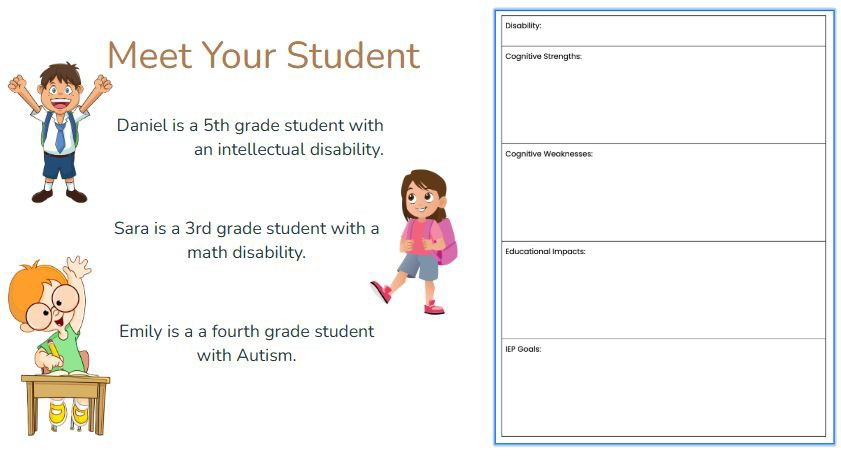 Meet Your Student
Daniel is a 5th grade student with
an intellectual disability.
Sara is a 3rd grade student with a
math disability.
Emily is a a fourth grade student
with Autism.
Disability:
Cognitive Strengths:
Cognitive Weaknesses:
Educational Impacts:
IEP Goals: